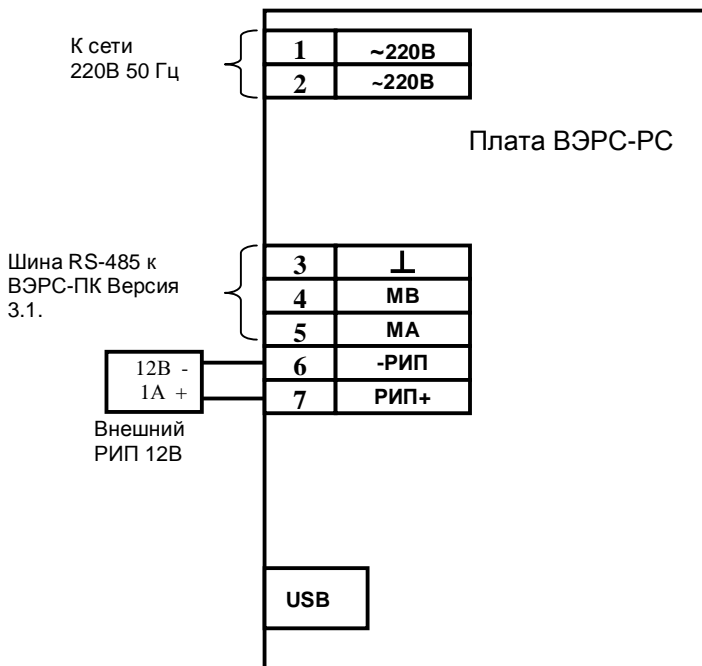 К сети
220В 50 Гц
1 ~220В
2 ~220В
Плата ВЭРС-РС
Шина RS-485 к
ВЭРС-ПК Версия
3.1.
3 ⊥
4 МВ
5 МА
6 -РИП
7 РИП+
12В -
1А +
Внешний
РИП 12В
USB